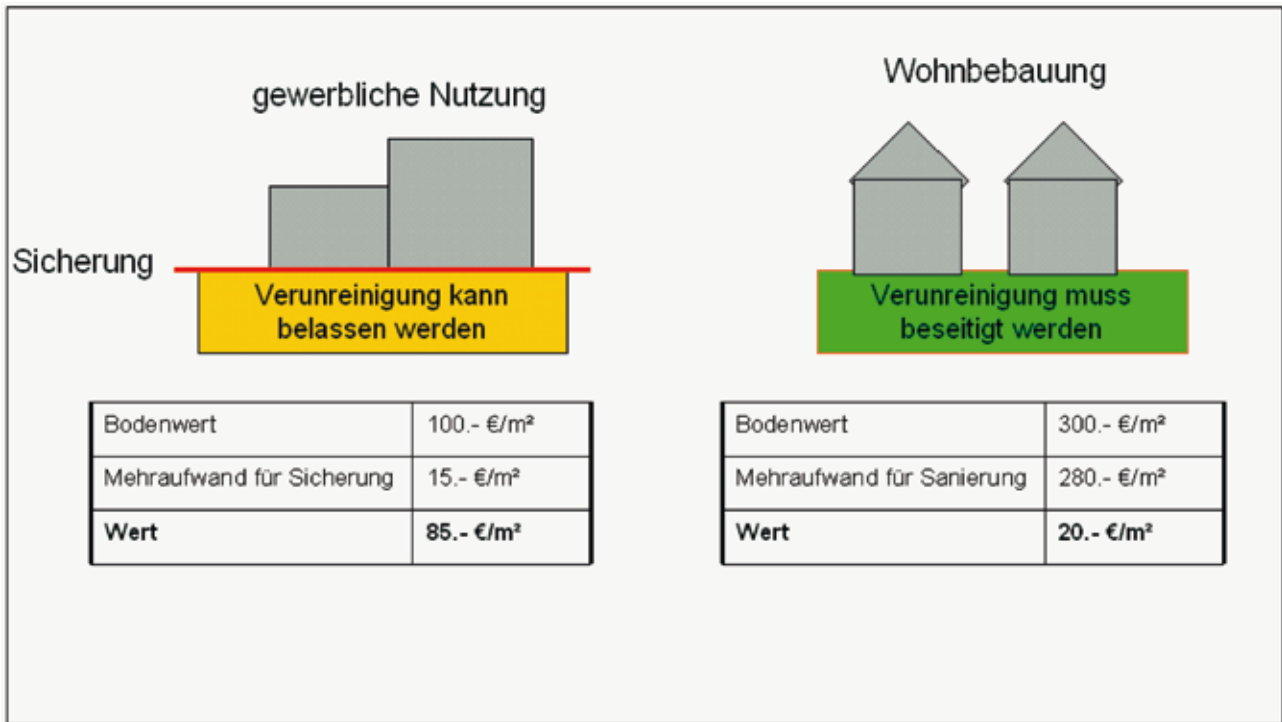 gewerbliche Nutzung
Wohnbebauung
Sicherung
Verunreinigung kann
belassen werden
Verunreinigung muss
beseitigt werden
Bodenwert 100.- €/m²
Mehraufwand für Sicherung 15.- €/m²
Wert 85.- €/m²
Bodenwert 300.- €/m²
Mehraufwand für Sanierung 280.- €/m²
Wert 20.- €/m²